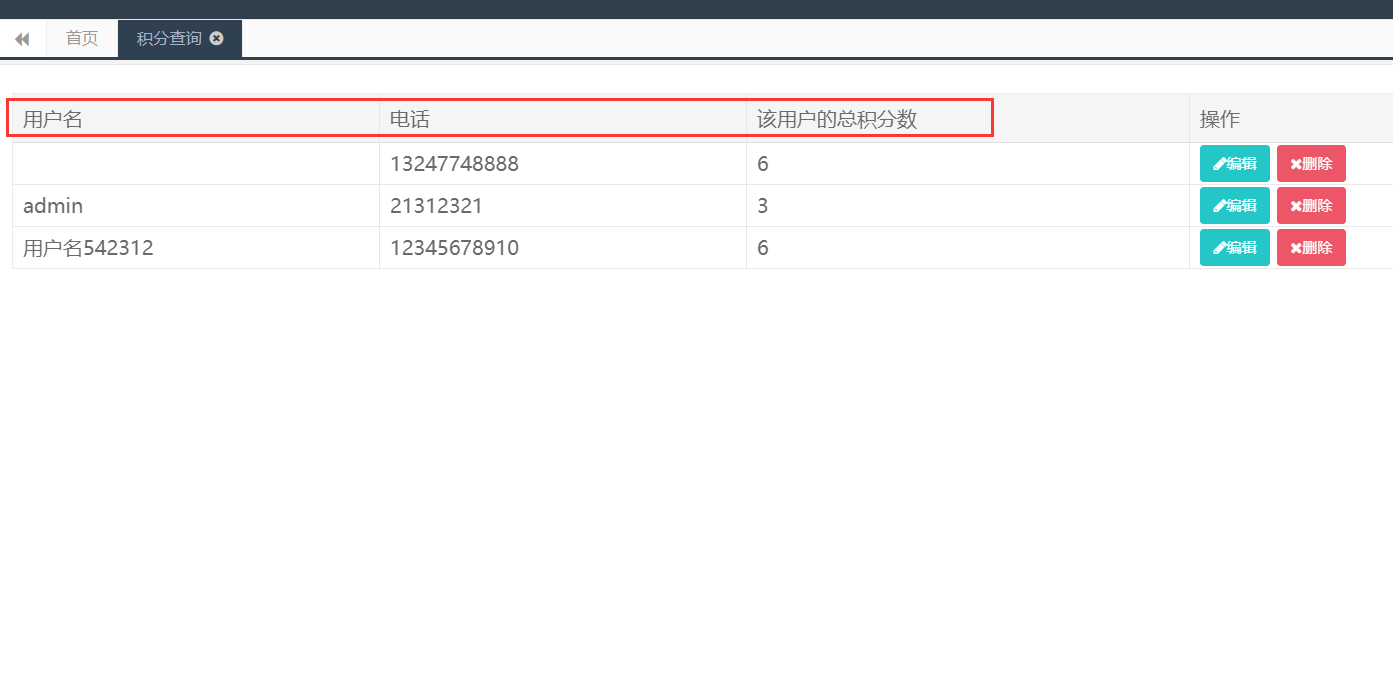 首页 积分查询
用户名 电话 该用户的总积分数 操作
13247748888 6 编辑 删除
admin 21312321 3 编辑 删除
用户名542312 12345678910 6 编辑 删除